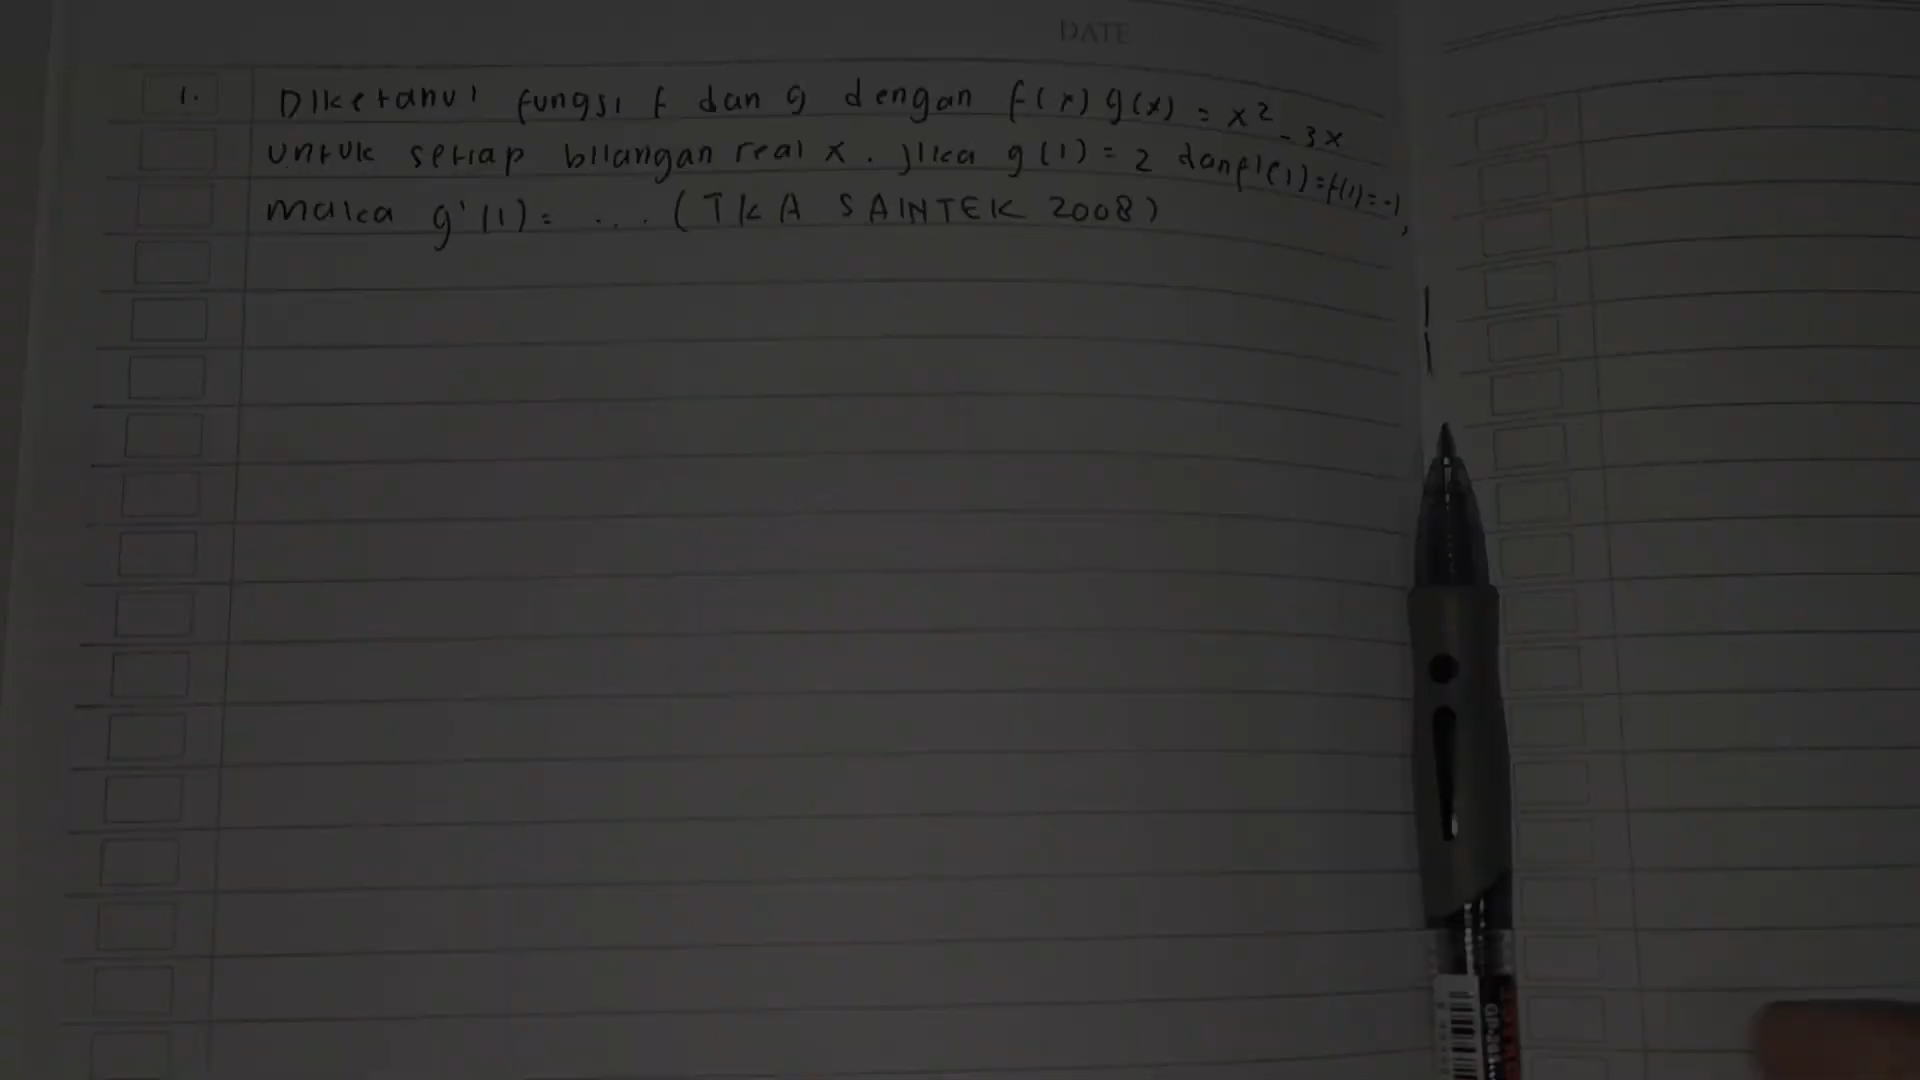 DATE
1. Diketahui fungsi f dan g dengan f(x) g(x) = x² - 3x
untuk setiap bilangan real x. Jika g(1) = 2 dan f'(1) = f(1) = -1,
maka g'(1) = ... (TKA SAINTEK 2008)